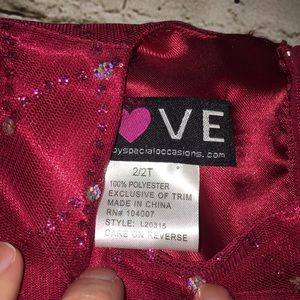 VE
byspecialoccasions.com
2/2T
100% POLYESTER
EXCLUSIVE OF TRIM
MADE IN CHINA
RN# 104007
STYLE: L20315
CARE ON REVERSE